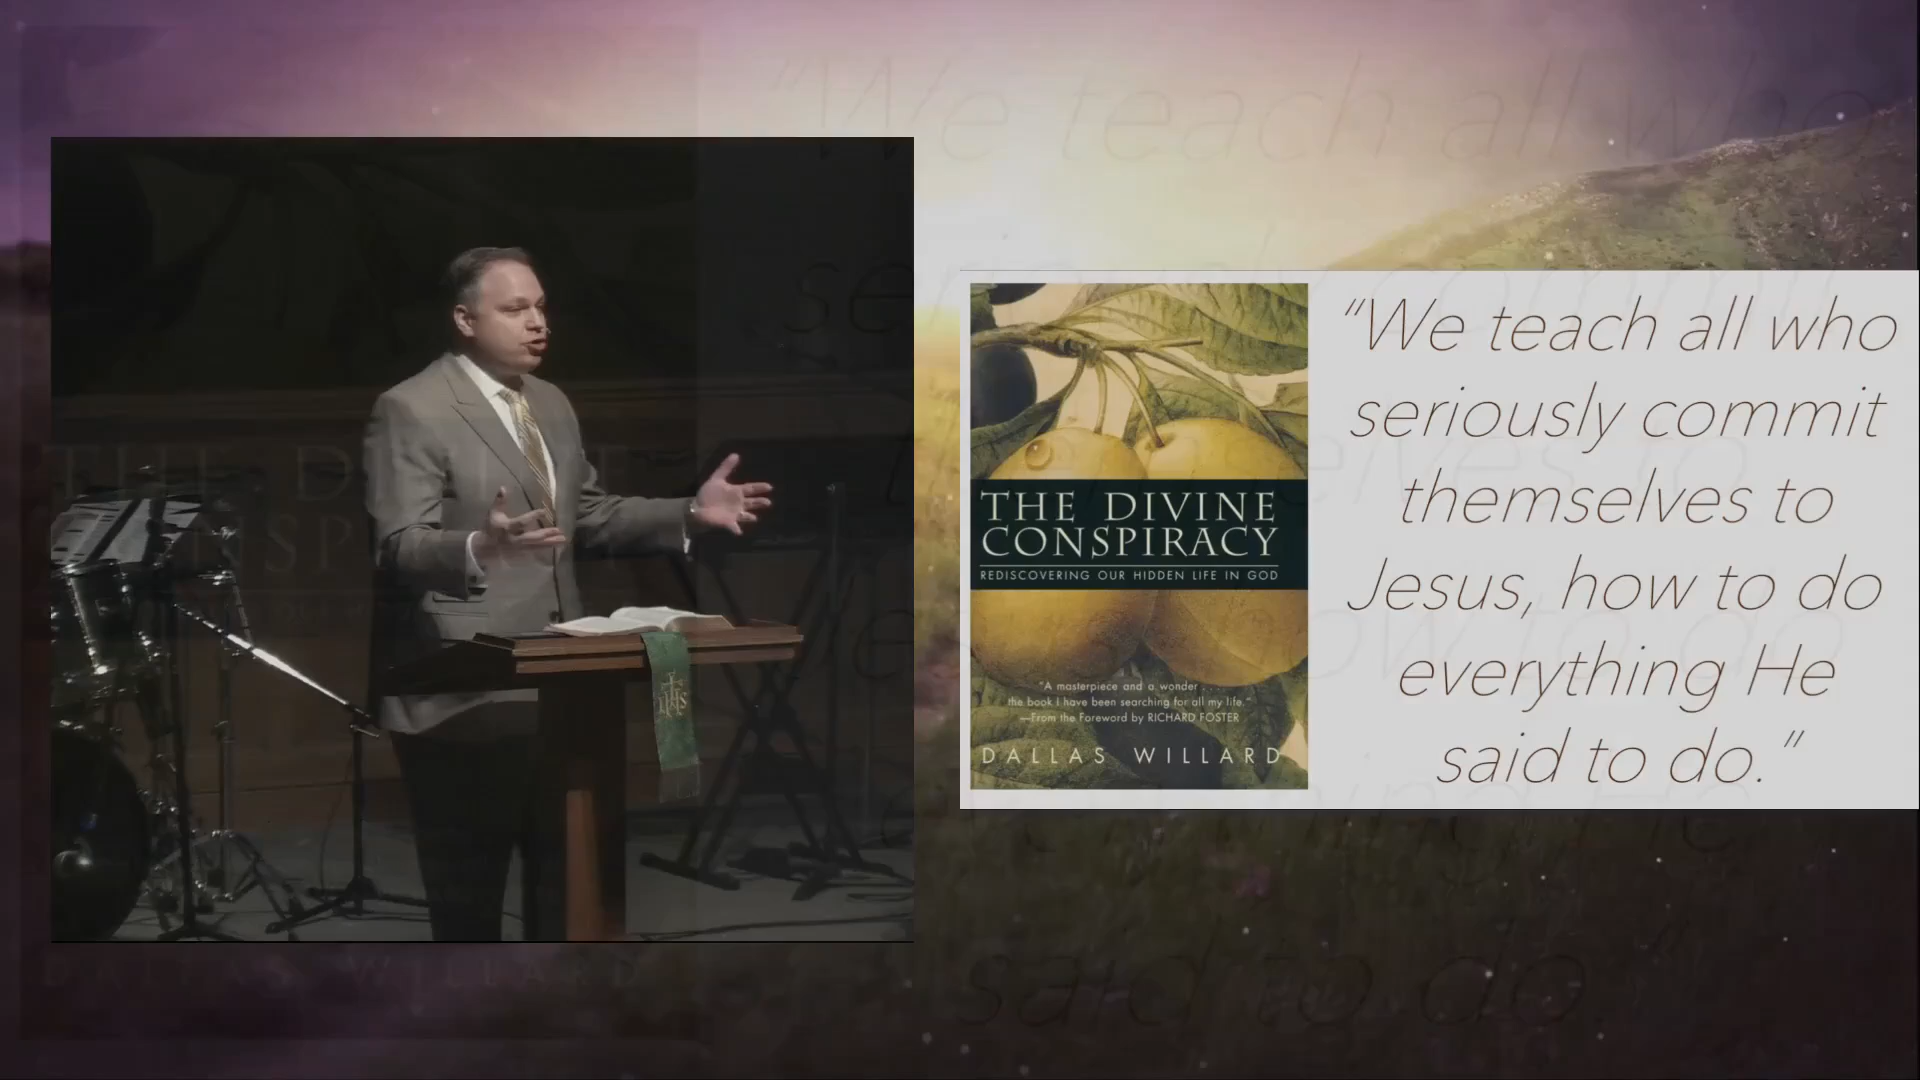 THE DIVINE
CONSPIRACY
REDISCOVERING OUR HIDDEN LIFE IN GOD
"A masterpiece and a wonder . . .
the book I have been searching for all my life."
—From the Foreword by RICHARD FOSTER
DALLAS WILLARD
“We teach all who
seriously commit
themselves to
Jesus, how to do
everything He
said to do.”
IHS